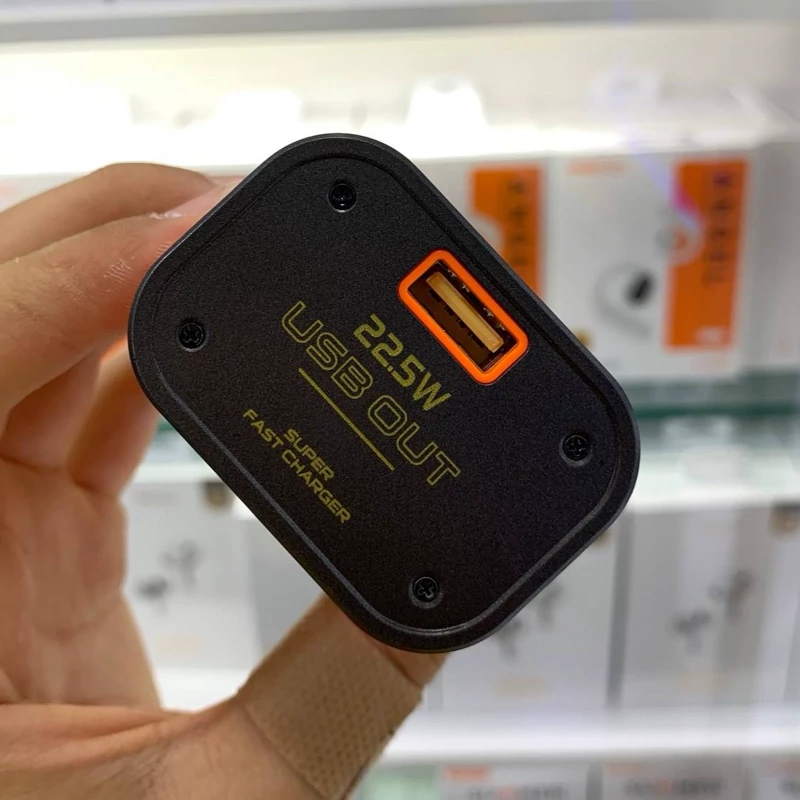 22.5W
USB OUT
SUPER
FAST CHARGER